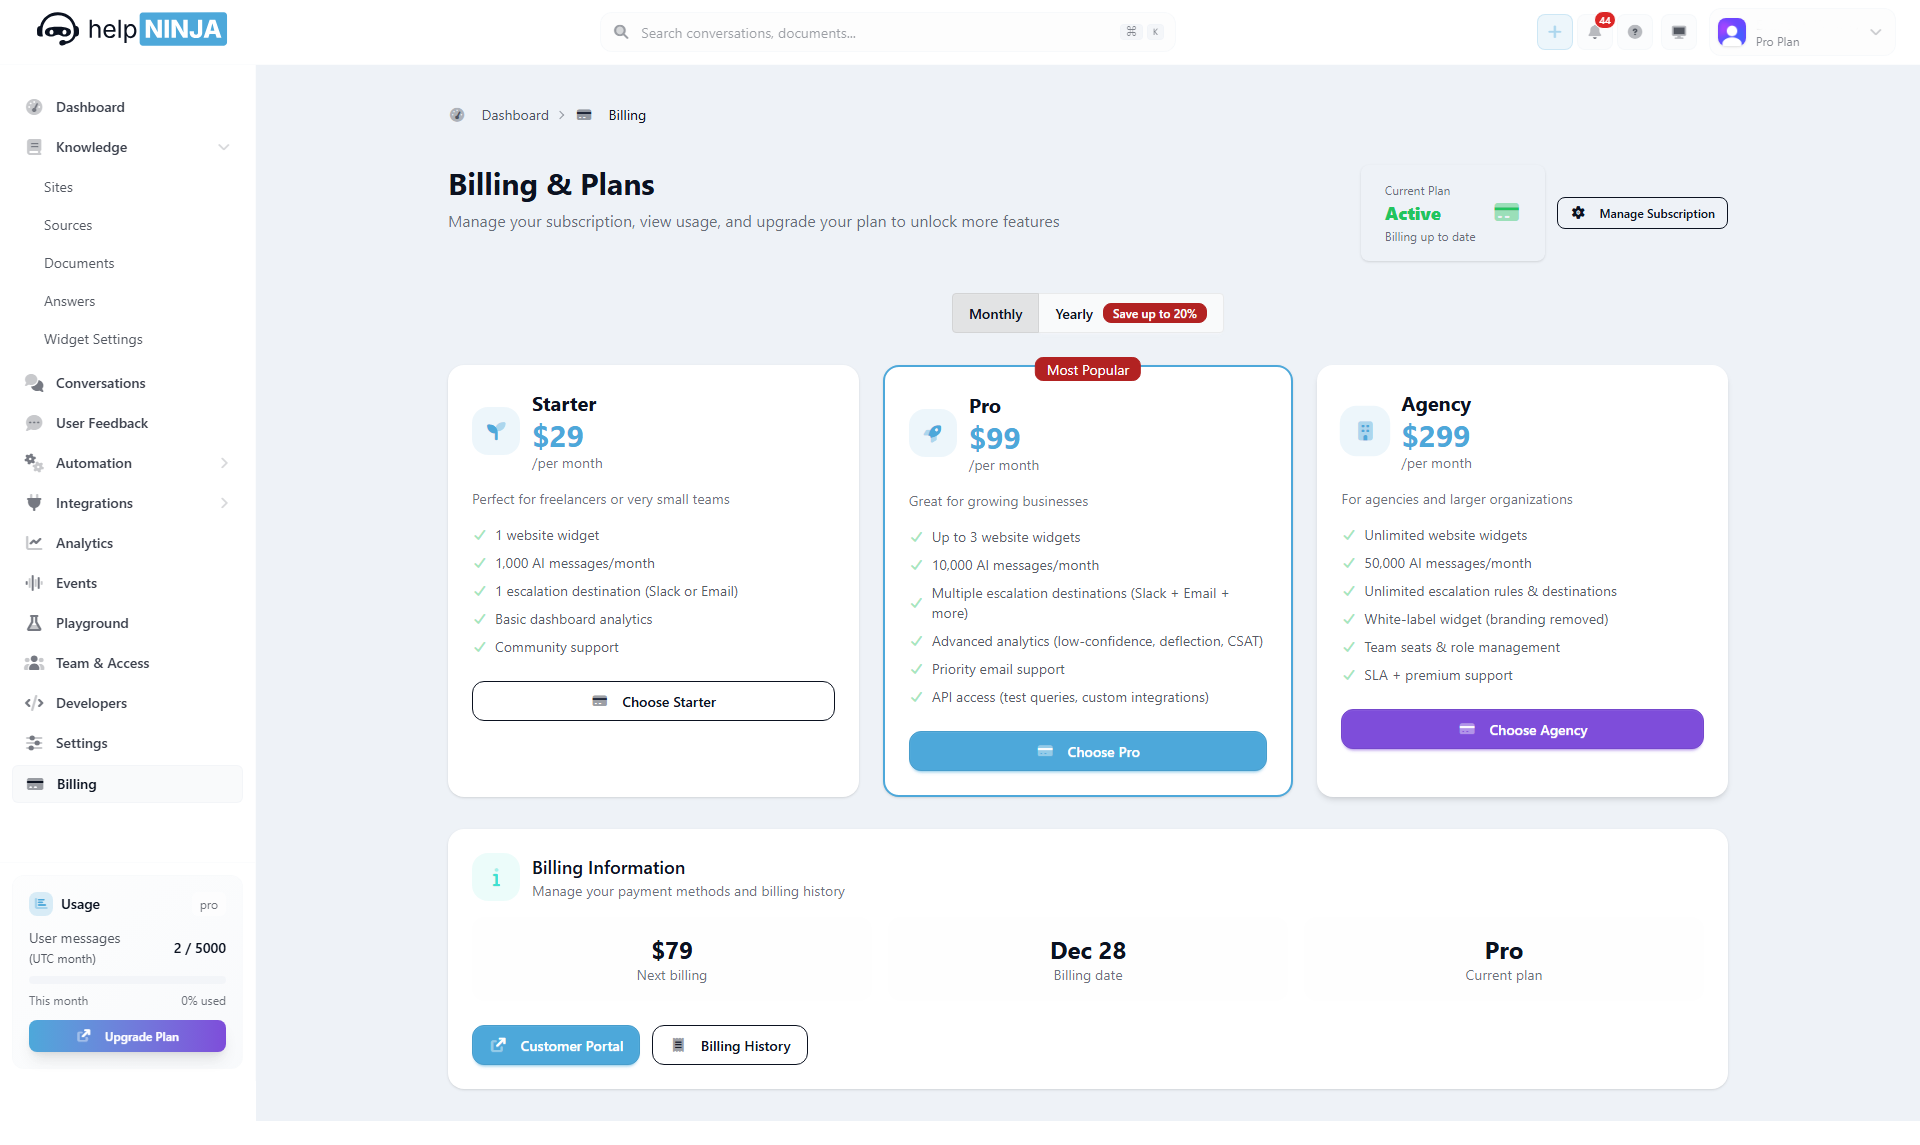 help NINJA
Search conversations, documents...
⌘ K
44
?
Pro Plan
Dashboard
Knowledge
Sites
Sources
Documents
Answers
Widget Settings
Conversations
User Feedback
Automation
Integrations
Analytics
Events
Playground
Team & Access
Developers
Settings
Billing
Usage
pro
User messages
(UTC month)
2 / 5000
This month
0% used
Upgrade Plan
Dashboard
Billing
Billing & Plans
Manage your subscription, view usage, and upgrade your plan to unlock more features
Current Plan
Active
Billing up to date
Manage Subscription
Monthly
Yearly
Save up to 20%
Starter
$29
/per month
Perfect for freelancers or very small teams
1 website widget
1,000 AI messages/month
1 escalation destination (Slack or Email)
Basic dashboard analytics
Community support
Choose Starter
Most Popular
Pro
$99
/per month
Great for growing businesses
Up to 3 website widgets
10,000 AI messages/month
Multiple escalation destinations (Slack + Email +
more)
Advanced analytics (low-confidence, deflection, CSAT)
Priority email support
API access (test queries, custom integrations)
Choose Pro
Agency
$299
/per month
For agencies and larger organizations
Unlimited website widgets
50,000 AI messages/month
Unlimited escalation rules & destinations
White-label widget (branding removed)
Team seats & role management
SLA + premium support
Choose Agency
Billing Information
Manage your payment methods and billing history
$79
Next billing
Dec 28
Billing date
Pro
Current plan
Customer Portal
Billing History